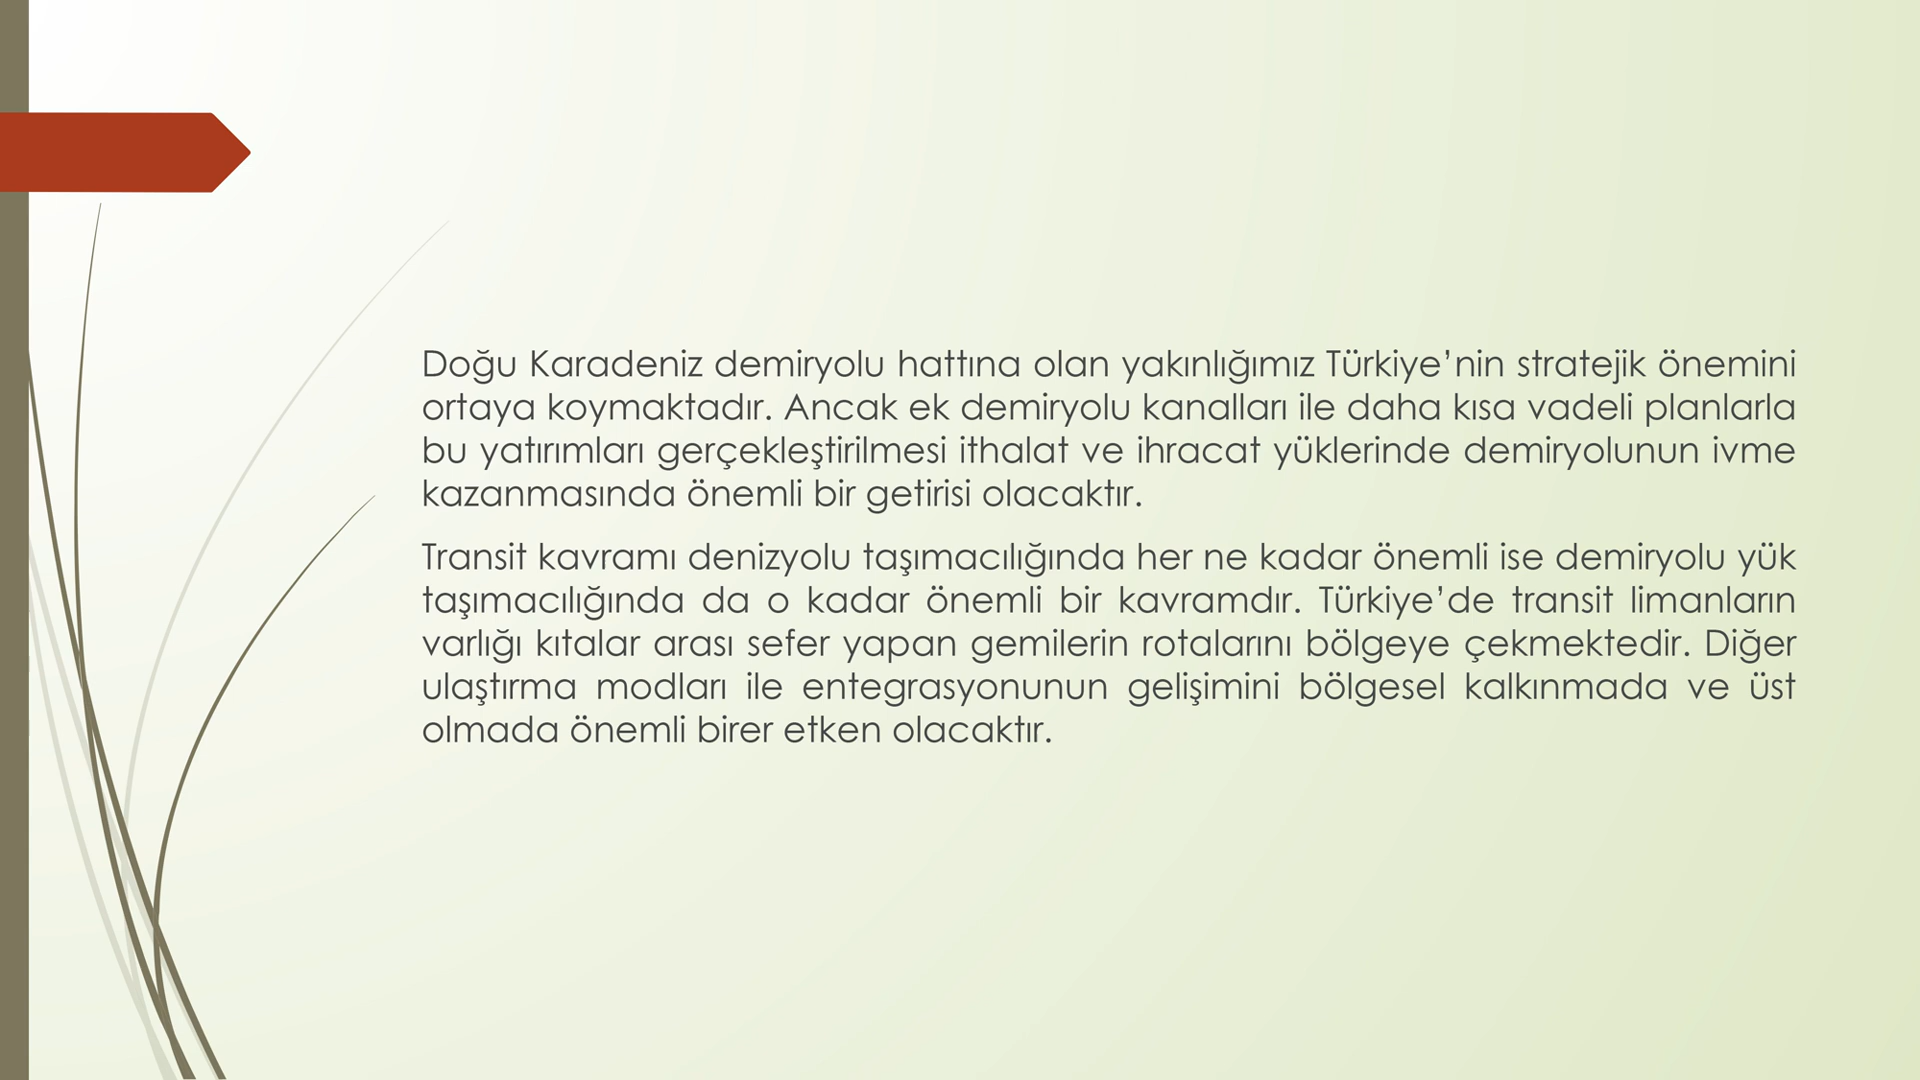 Doğu Karadeniz demiryolu hattına olan yakınlığımız Türkiye’nin stratejik önemini
ortaya koymaktadır. Ancak ek demiryolu kanalları ile daha kısa vadeli planlarla
bu yatırımları gerçekleştirilmesi ithalat ve ihracat yüklerinde demiryolunun ivme
kazanmasında önemli bir getirisi olacaktır.
Transit kavramı denizyolu taşımacılığında her ne kadar önemli ise demiryolu yük
taşımacılığında da o kadar önemli bir kavramdır. Türkiye’de transit limanların
varlığı kıtalar arası sefer yapan gemilerin rotalarını bölgeye çekmektedir. Diğer
ulaştırma modları ile entegrasyonunun gelişimini bölgesel kalkınmada ve üst
olmada önemli birer etken olacaktır.